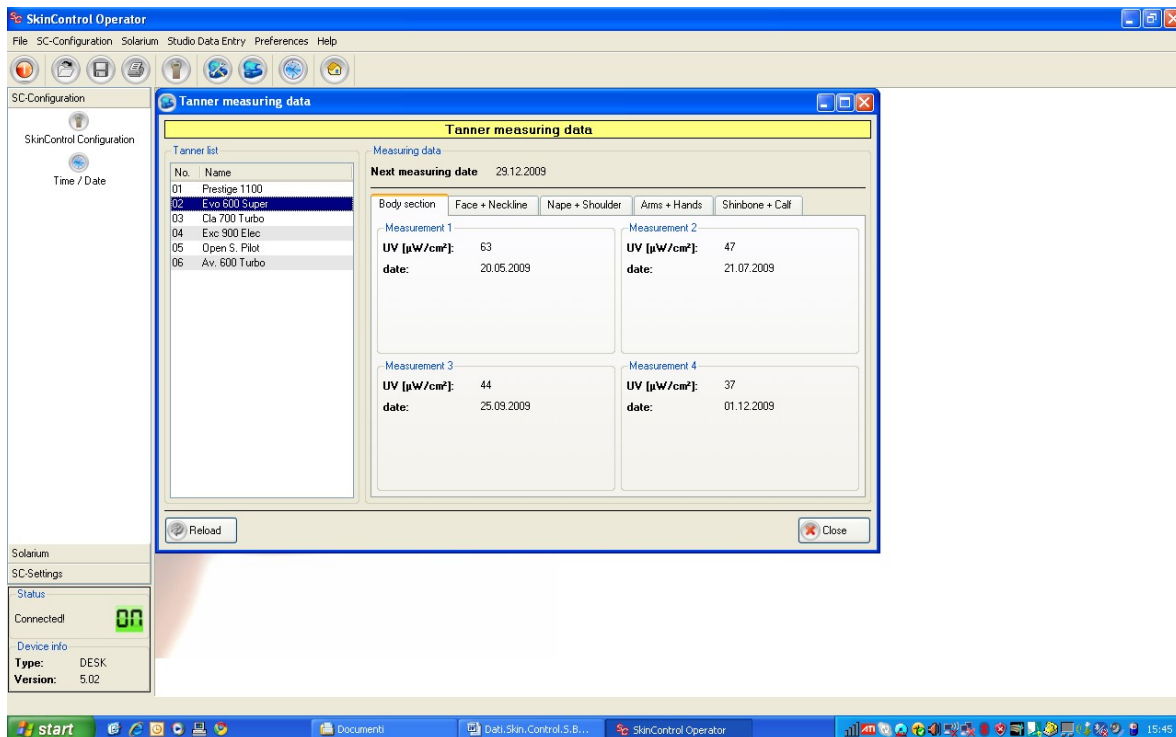 SkinControl Operator
File SC-Configuration Solarium Studio Data Entry Preferences Help
SC-Configuration
SkinControl Configuration
Time / Date
Tanner measuring data
Tanner measuring data
Tanner list
No. Name
01 Prestige 1100
02 Evo 600 Super
03 Cla 700 Turbo
04 Exc 900 Elec
05 Open S. Pilot
06 Av. 600 Turbo
Measuring data
Next measuring date 29.12.2009
Body section Face + Neckline Nape + Shoulder Arms + Hands Shinbone + Calf
Measurement 1
UV [µW/cm²]: 63
date: 20.05.2009
Measurement 2
UV [µW/cm²]: 47
date: 21.07.2009
Measurement 3
UV [µW/cm²]: 44
date: 25.09.2009
Measurement 4
UV [µW/cm²]: 37
date: 01.12.2009
Reload
Close
Solarium
SC-Settings
Status
Connected! ON
Device info
Type: DESK
Version: 5.02
start Documenti Dati.Skin.Control.S.B... SkinControl Operator 15:45